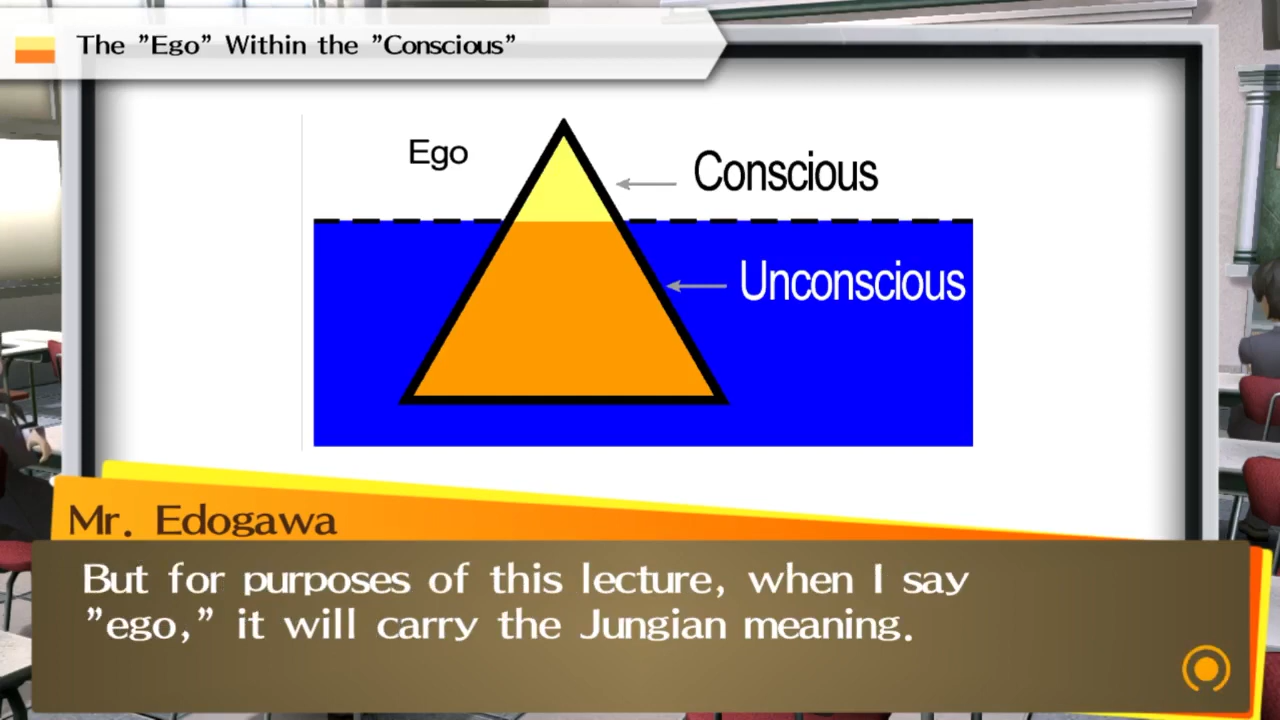 The "Ego" Within the "Conscious"
Ego
Conscious
Unconscious
Mr. Edogawa
But for purposes of this lecture, when I say
"ego," it will carry the Jungian meaning.